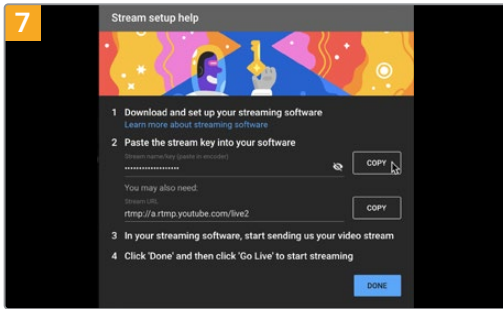 7
Stream setup help
1 Download and set up your streaming software
Learn more about streaming software
2 Paste the stream key into your software
Stream name/key (paste in encoder)
•••••••••••••••••••
COPY
You may also need:
Stream URL
rtmp://a.rtmp.youtube.com/live2
COPY
3 In your streaming software, start sending us your video stream
4 Click 'Done' and then click 'Go Live' to start streaming
DONE